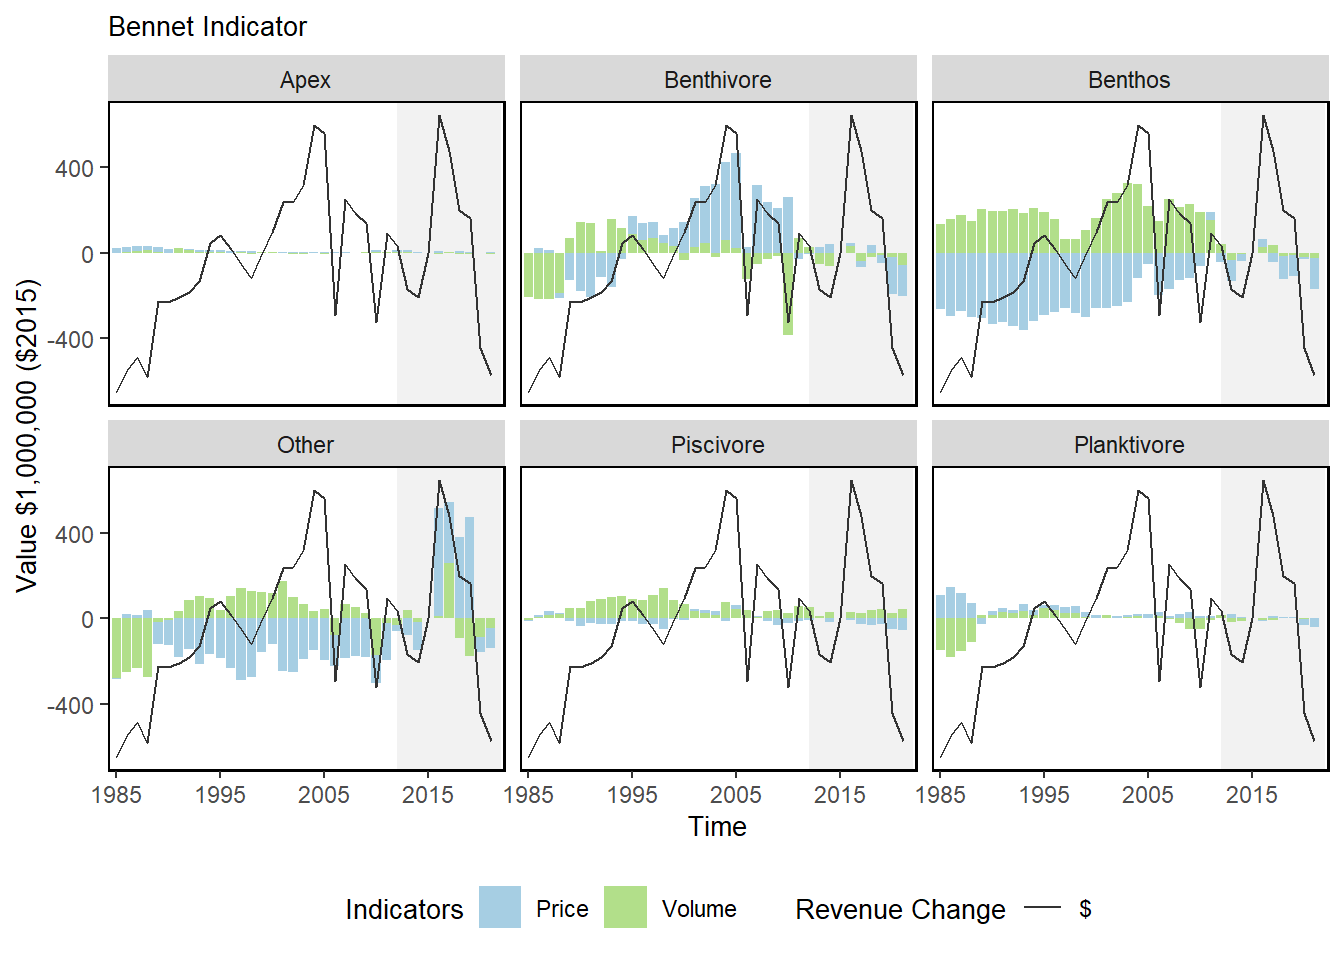 Bennet Indicator
Apex
Benthivore
Benthos
400
0
-400
Other
Piscivore
Planktivore
400
0
-400
1985 1995 2005 2015 1985 1995 2005 2015 1985 1995 2005 2015
Time
Value $1,000,000 ($2015)
Indicators Price Volume Revenue Change $